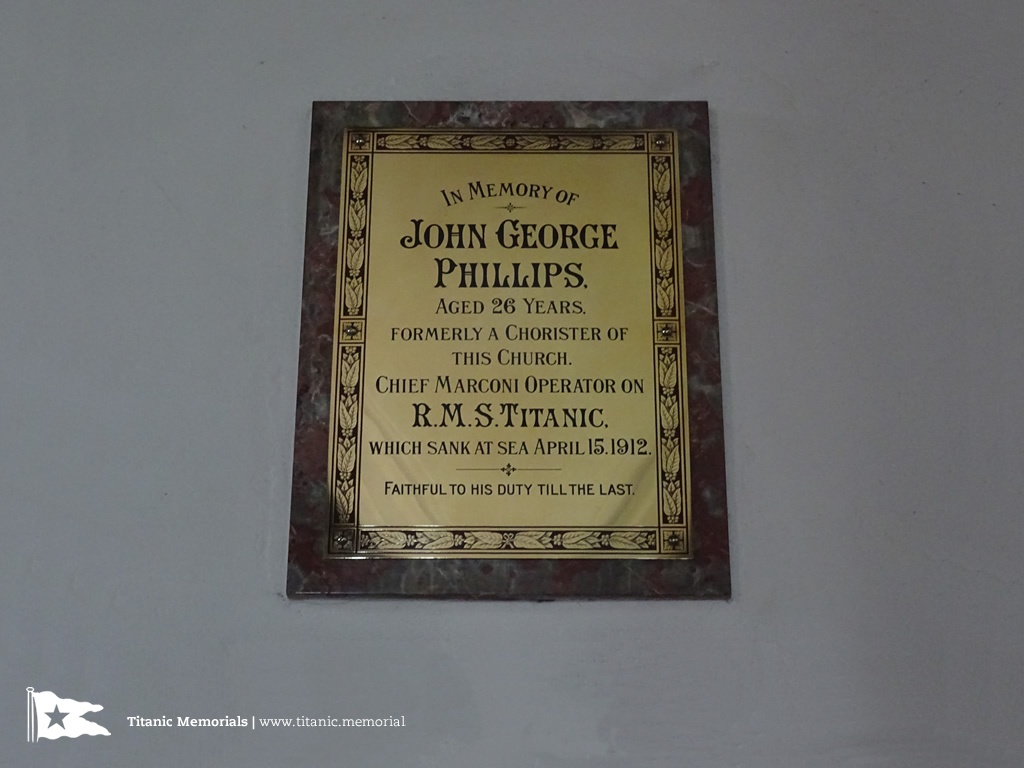 In Memory of
John George
Phillips,
Aged 26 Years,
formerly a Chorister of
this Church.
Chief Marconi Operator on
R.M.S. Titanic,
which sank at sea April 15. 1912.
Faithful to his duty till the last.
Titanic Memorials | www.titanic.memorial